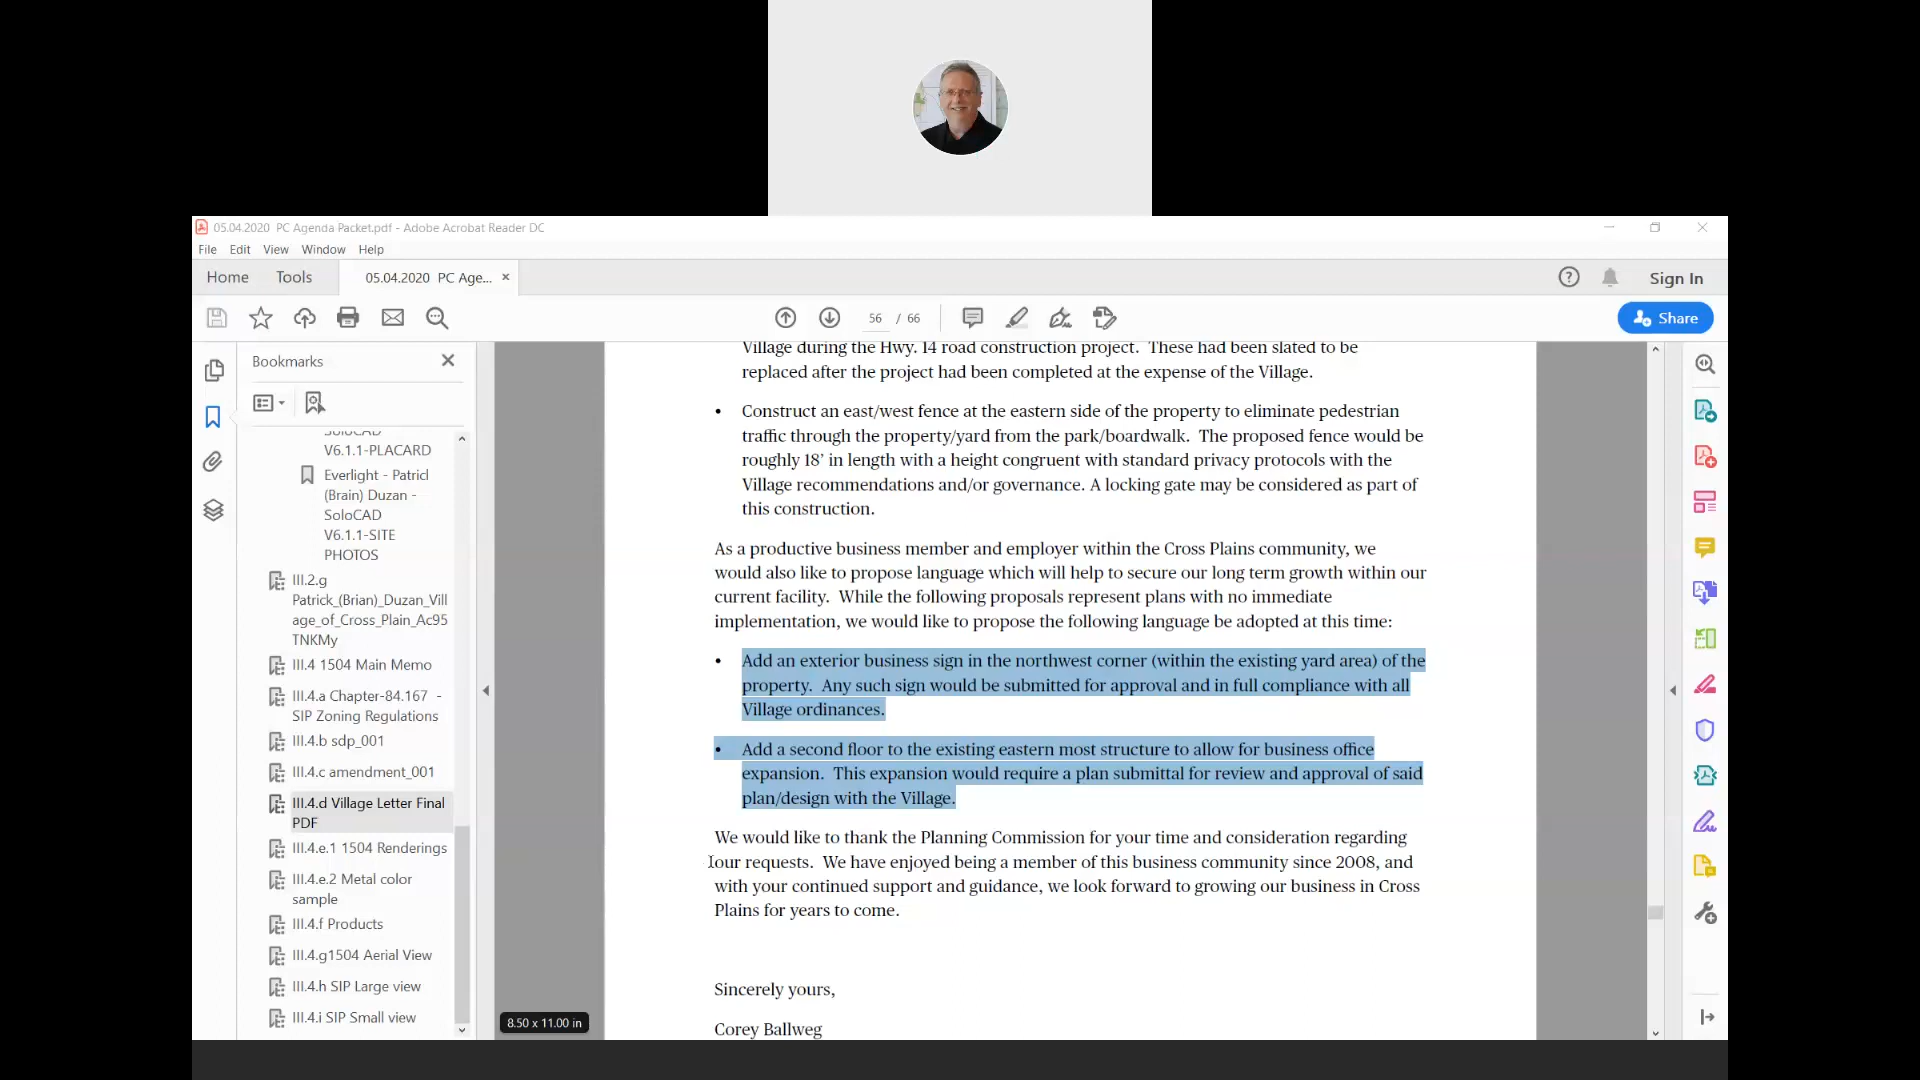 05.04.2020 PC Agenda Packet.pdf - Adobe Acrobat Reader DC
File Edit View Window Help
Home Tools 05.04.2020 PC Age... × Sign In
56 / 66 Share
Bookmarks
SoloCAD
V6.1.1-PLACARD
Everlight - Patricl
(Brain) Duzan -
SoloCAD
V6.1.1-SITE
PHOTOS
III.2.g
Patrick_(Brian)_Duzan_Vill
age_of_Cross_Plain_Ac95
TNKMy
III.4 1504 Main Memo
III.4.a Chapter-84.167 -
SIP Zoning Regulations
III.4.b sdp_001
III.4.c amendment_001
III.4.d Village Letter Final
PDF
III.4.e.1 1504 Renderings
III.4.e.2 Metal color
sample
III.4.f Products
III.4.g1504 Aerial View
III.4.h SIP Large view
III.4.i SIP Small view
8.50 x 11.00 in
Village during the Hwy. 14 road construction project. These had been slated to be
replaced after the project had been completed at the expense of the Village.
• Construct an east/west fence at the eastern side of the property to eliminate pedestrian
traffic through the property/yard from the park/boardwalk. The proposed fence would be
roughly 18' in length with a height congruent with standard privacy protocols with the
Village recommendations and/or governance. A locking gate may be considered as part of
this construction.
As a productive business member and employer within the Cross Plains community, we
would also like to propose language which will help to secure our long term growth within our
current facility. While the following proposals represent plans with no immediate
implementation, we would like to propose the following language be adopted at this time:
• Add an exterior business sign in the northwest corner (within the existing yard area) of the
property. Any such sign would be submitted for approval and in full compliance with all
Village ordinances.
• Add a second floor to the existing eastern most structure to allow for business office
expansion. This expansion would require a plan submittal for review and approval of said
plan/design with the Village.
We would like to thank the Planning Commission for your time and consideration regarding
our requests. We have enjoyed being a member of this business community since 2008, and
with your continued support and guidance, we look forward to growing our business in Cross
Plains for years to come.
Sincerely yours,
Corey Ballweg